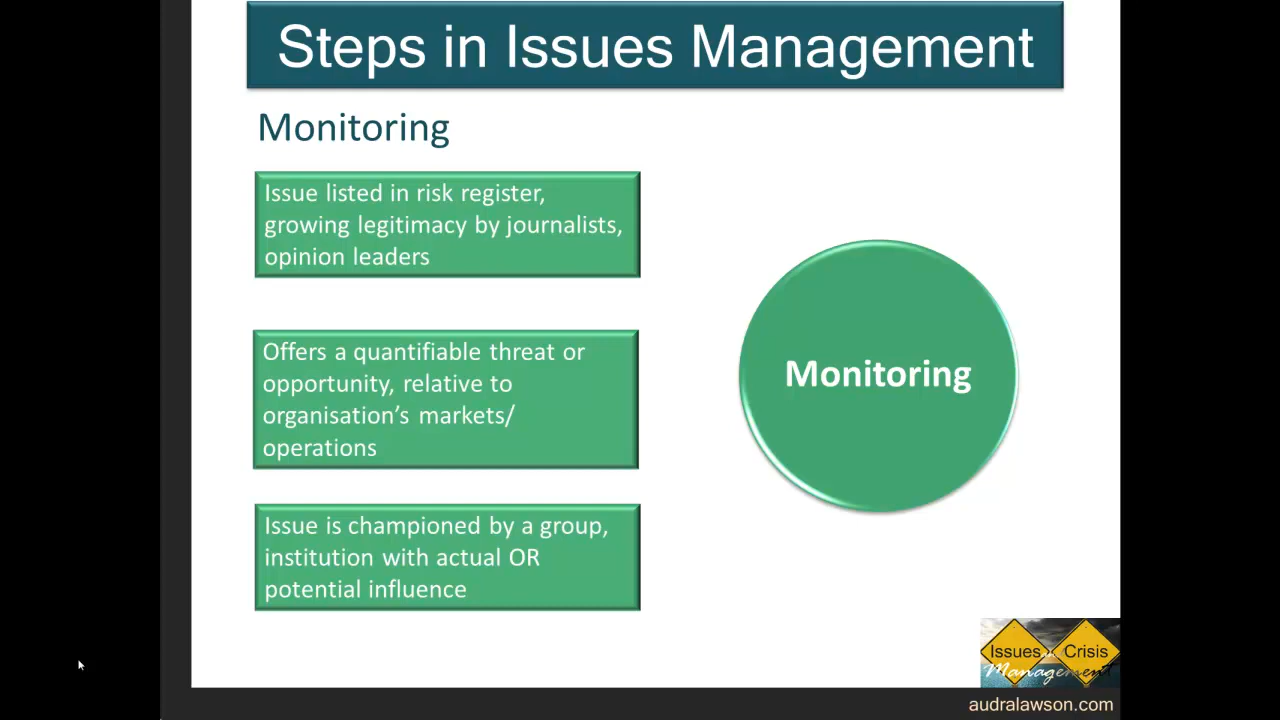 Steps in Issues Management
Monitoring
Issue listed in risk register,
growing legitimacy by journalists,
opinion leaders
Offers a quantifiable threat or
opportunity, relative to
organisation’s markets/
operations
Issue is championed by a group,
institution with actual OR
potential influence
Monitoring
Issues Crisis
Management
audralawson.com